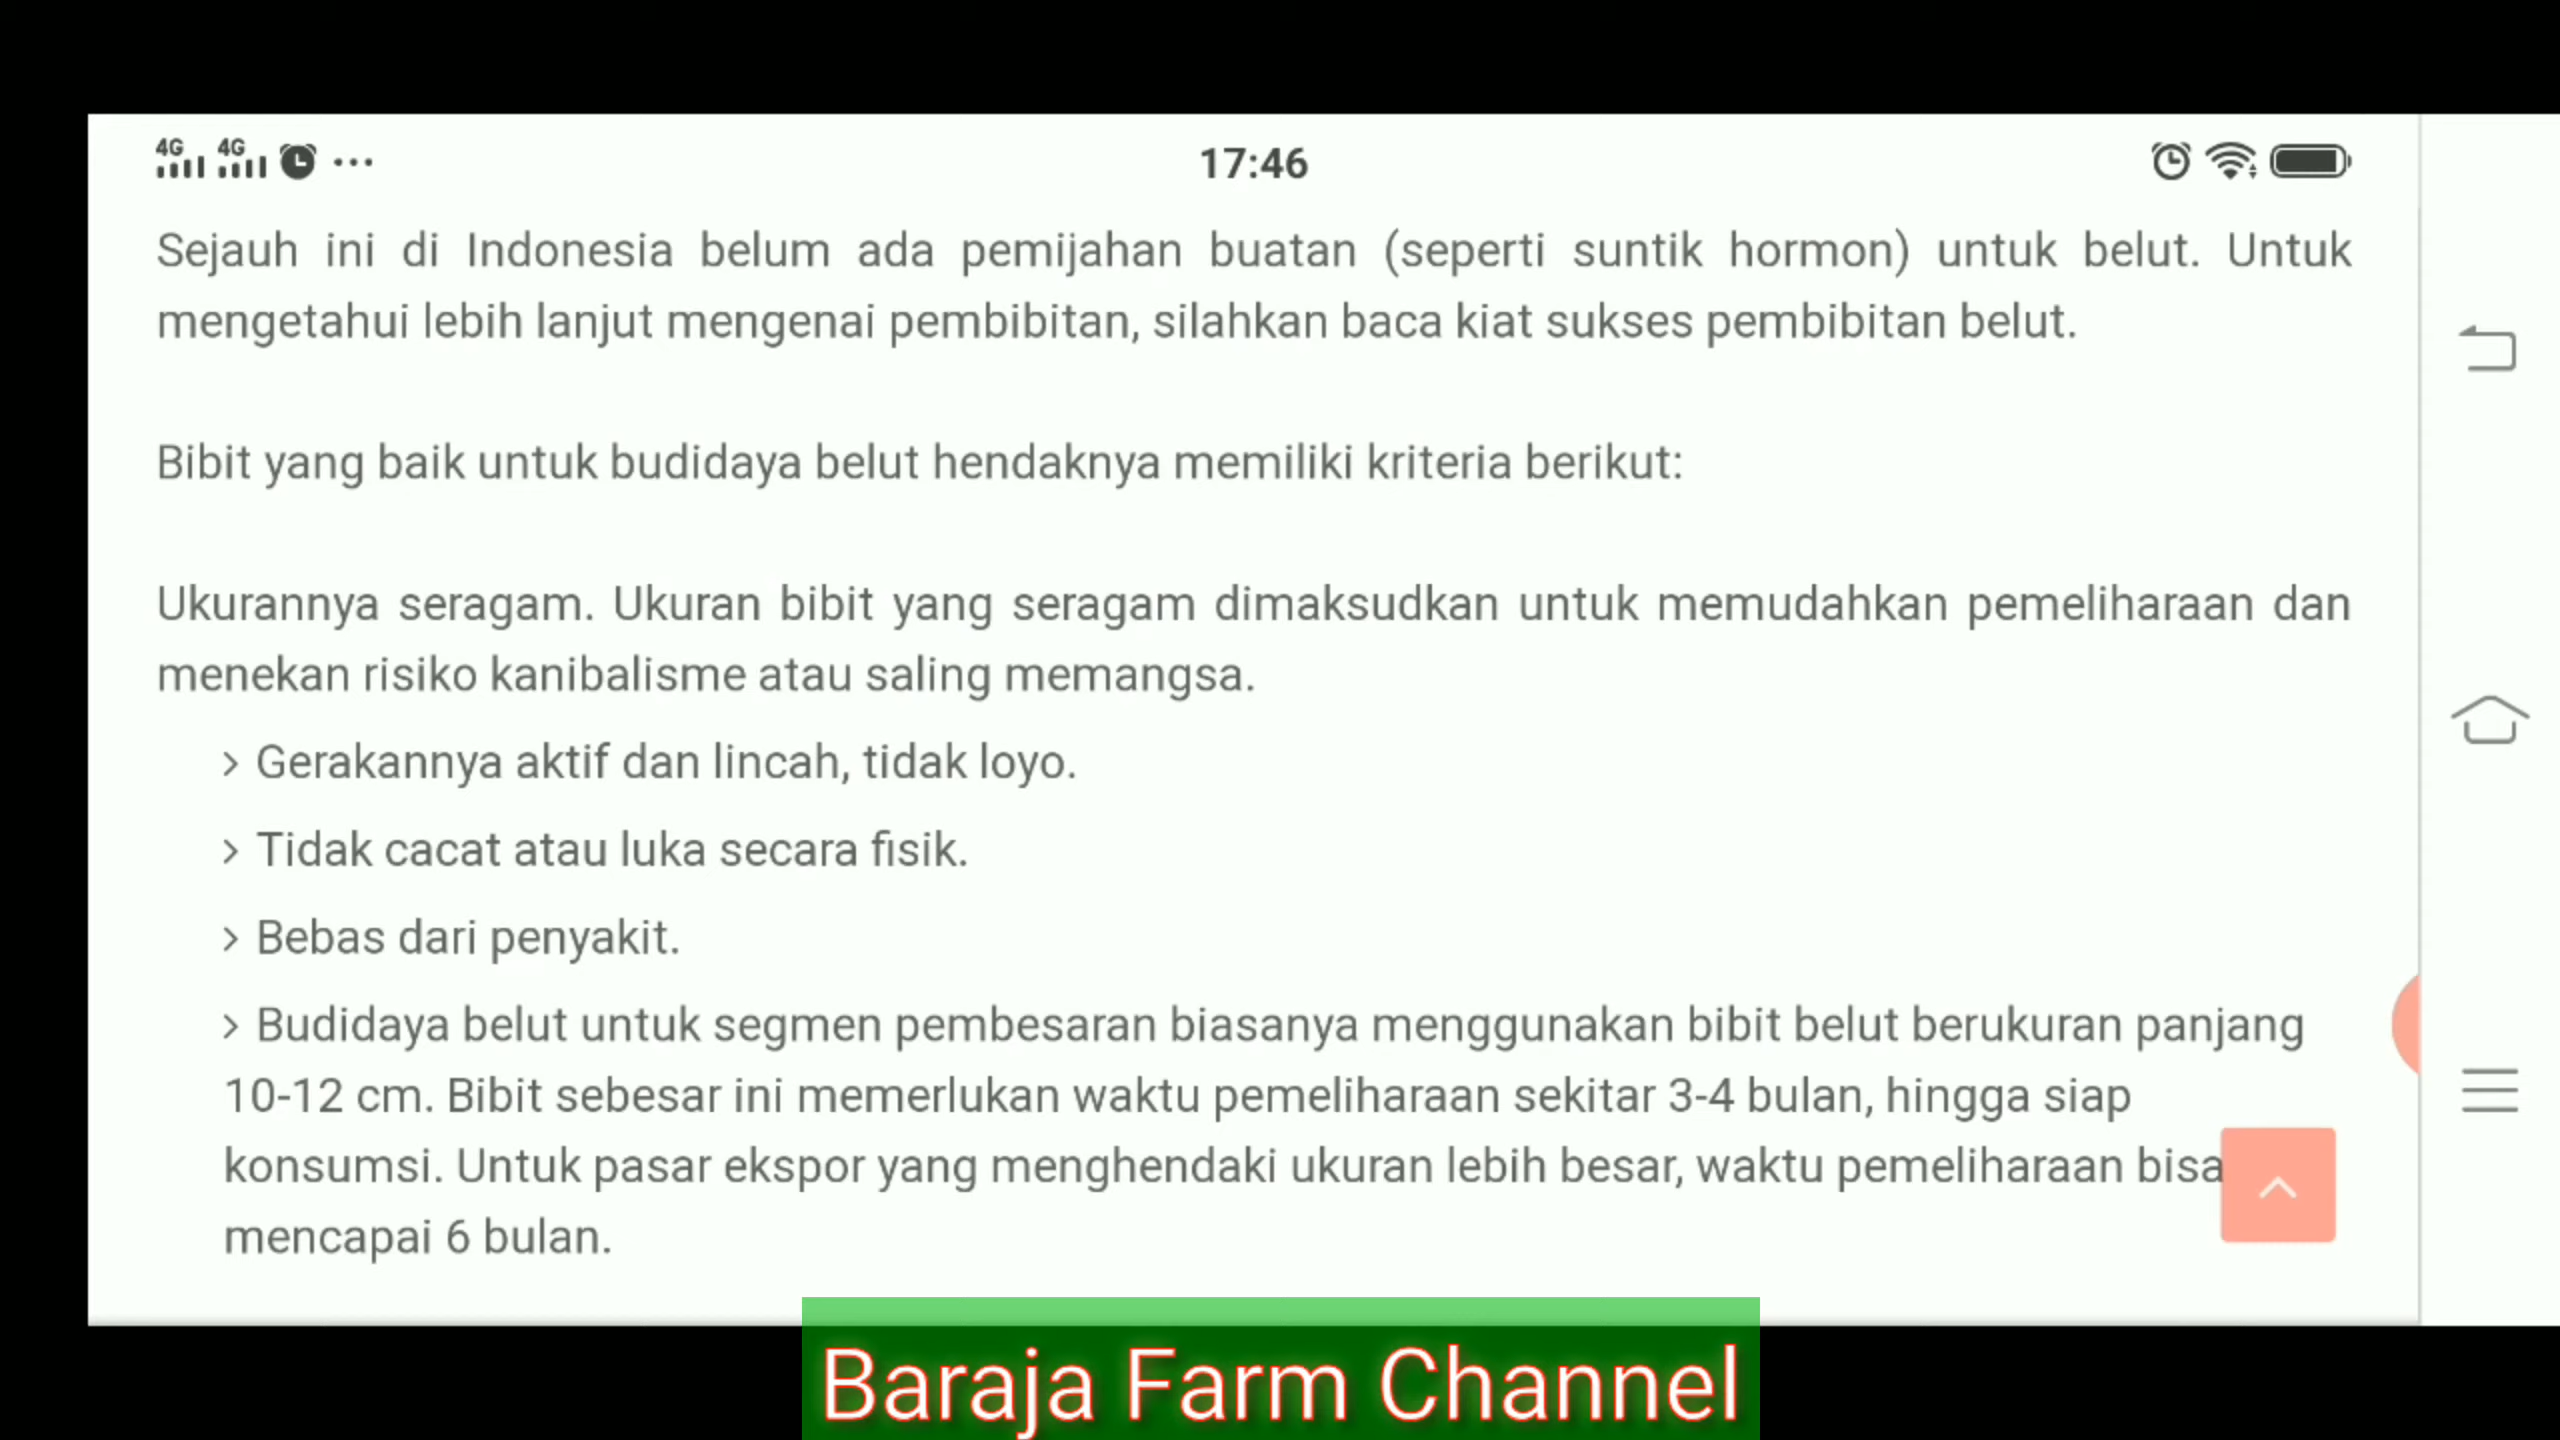 4G 4G 17:46
Sejauh ini di Indonesia belum ada pemijahan buatan (seperti suntik hormon) untuk belut. Untuk
mengetahui lebih lanjut mengenai pembibitan, silahkan baca kiat sukses pembibitan belut.
Bibit yang baik untuk budidaya belut hendaknya memiliki kriteria berikut:
Ukurannya seragam. Ukuran bibit yang seragam dimaksudkan untuk memudahkan pemeliharaan dan
menekan risiko kanibalisme atau saling memangsa.
> Gerakannya aktif dan lincah, tidak loyo.
> Tidak cacat atau luka secara fisik.
> Bebas dari penyakit.
> Budidaya belut untuk segmen pembesaran biasanya menggunakan bibit belut berukuran panjang
10-12 cm. Bibit sebesar ini memerlukan waktu pemeliharaan sekitar 3-4 bulan, hingga siap
konsumsi. Untuk pasar ekspor yang menghendaki ukuran lebih besar, waktu pemeliharaan bisa
mencapai 6 bulan.
Baraja Farm Channel